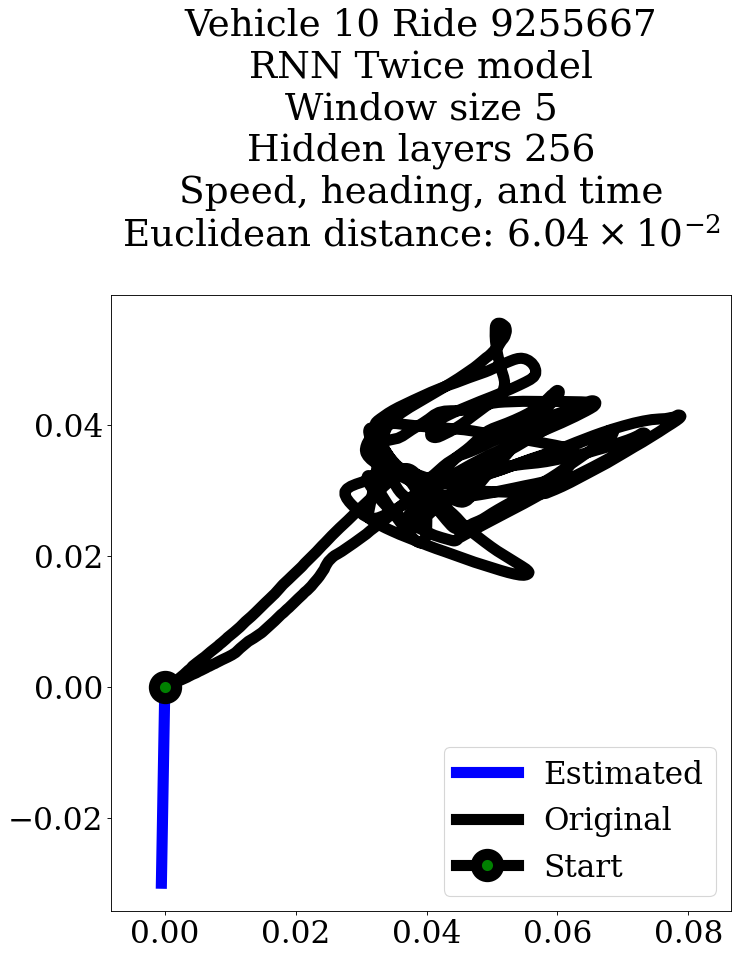 Vehicle 10 Ride 9255667
RNN Twice model
Window size 5
Hidden layers 256
Speed, heading, and time
Euclidean distance: 6.04 × 10⁻²
0.04
0.02
0.00
−0.02
Estimated
Original
Start
0.00 0.02 0.04 0.06 0.08